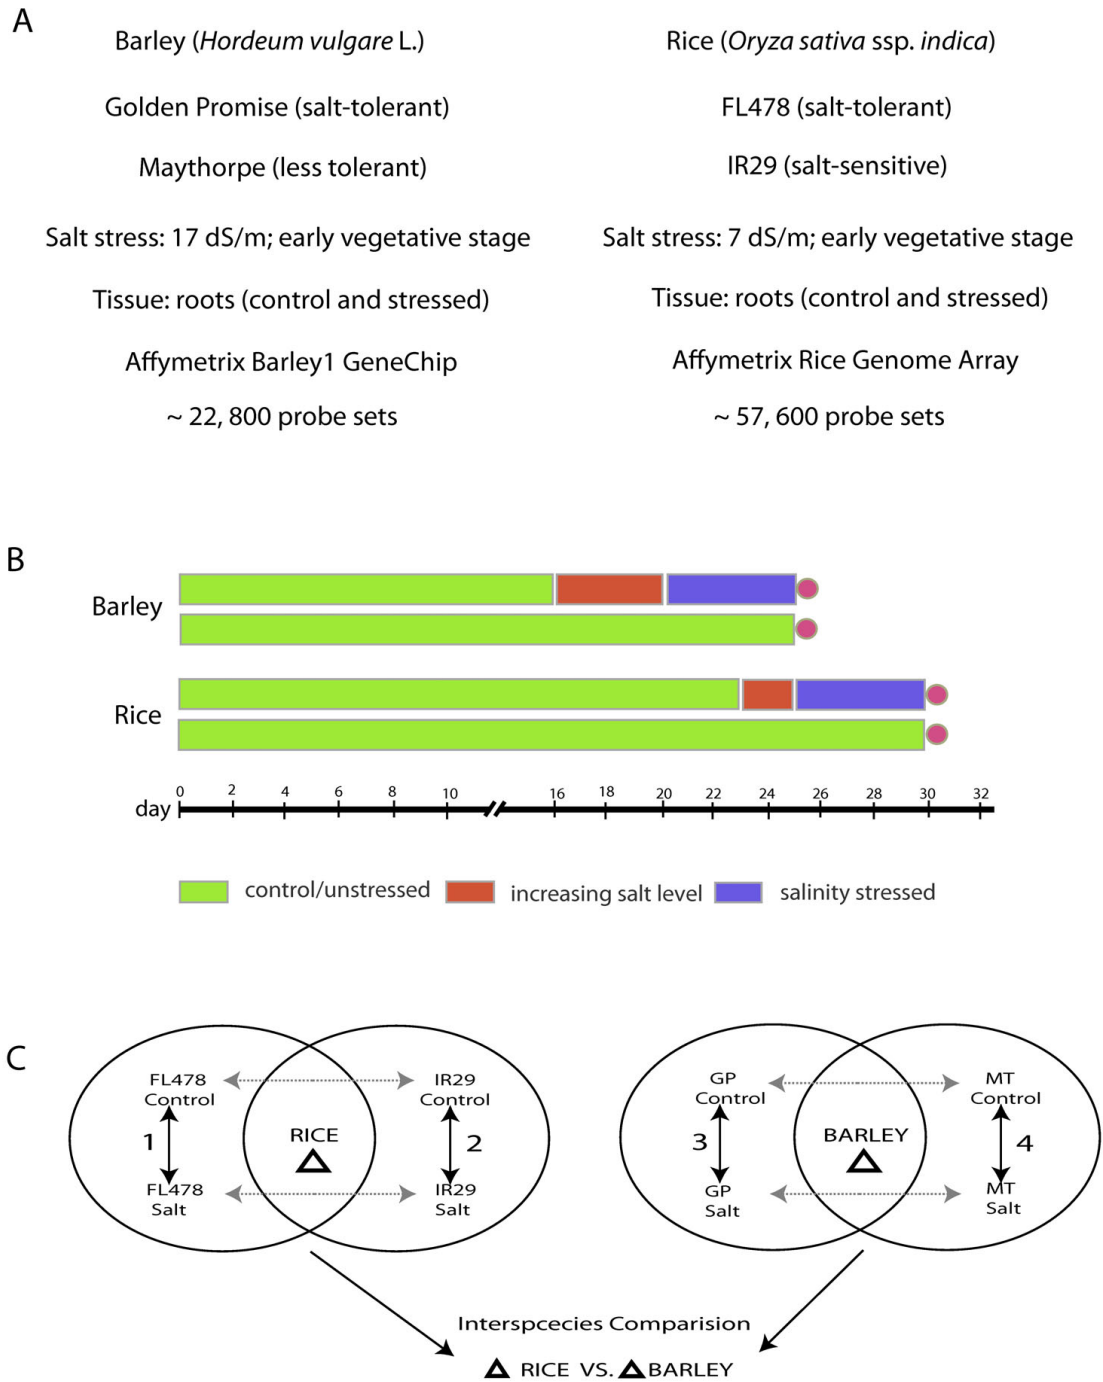 A
Barley (Hordeum vulgare L.)
Rice (Oryza sativa ssp. indica)
Golden Promise (salt-tolerant)
FL478 (salt-tolerant)
Maythorpe (less tolerant)
IR29 (salt-sensitive)
Salt stress: 17 dS/m; early vegetative stage
Salt stress: 7 dS/m; early vegetative stage
Tissue: roots (control and stressed)
Tissue: roots (control and stressed)
Affymetrix Barley1 GeneChip
Affymetrix Rice Genome Array
~ 22, 800 probe sets
~ 57, 600 probe sets
B
Barley
Rice
day
0 2 4 6 8 10 16 18 20 22 24 26 28 30 32
control/unstressed
increasing salt level
salinity stressed
C
FL478
Control
1
FL478
Salt
RICE
IR29
Control
2
IR29
Salt
GP
Control
3
GP
Salt
BARLEY
MT
Control
4
MT
Salt
Interspcecies Comparision
RICE VS. BARLEY